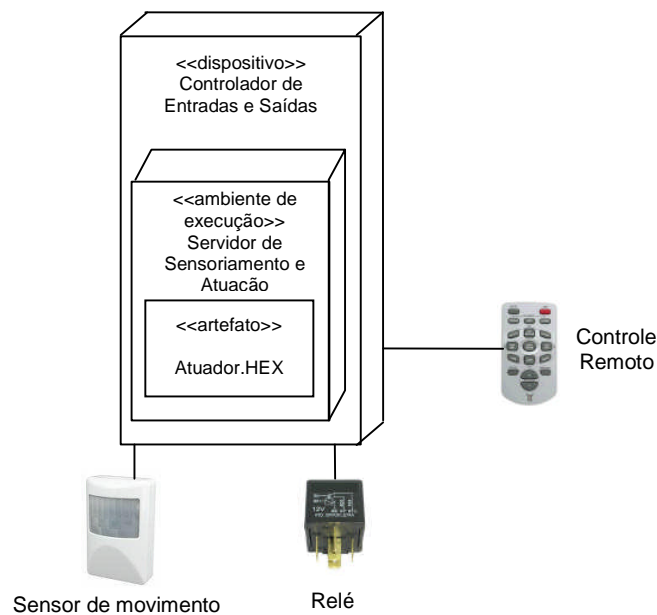 <<dispositivo>>
Controlador de
Entradas e Saídas
<<ambiente de
execução>>
Servidor de
Sensoriamento e
Atuacão
<<artefato>>
Atuador.HEX
Controle
Remoto
12V
Sensor de movimento
Relé